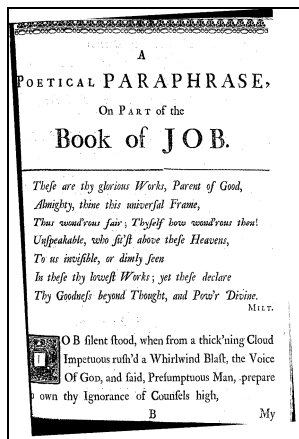 A
POETICAL PARAPHRASE,
On PART of the
Book of JOB.
Theſe are thy glorious Works, Parent of Good,
Almighty, thine this univerſal Frame,
Thus wond'rous fair; Thyſelf how wond'rous then!
Unſpeakable, who ſit'ſt above theſe Heavens,
To us inviſible, or dimly ſeen
In theſe thy loweſt Works; yet theſe declare
Thy Goodneſs beyond Thought, and Pow'r Divine.
MILT.
JOB ſilent ſtood, when from a thick'ning Cloud
Impetuous ruſh'd a Whirlwind Blaſt, the Voice
Of GOD, and ſaid, Preſumptuous Man, prepare
own thy Ignorance of Counſels high,
B My